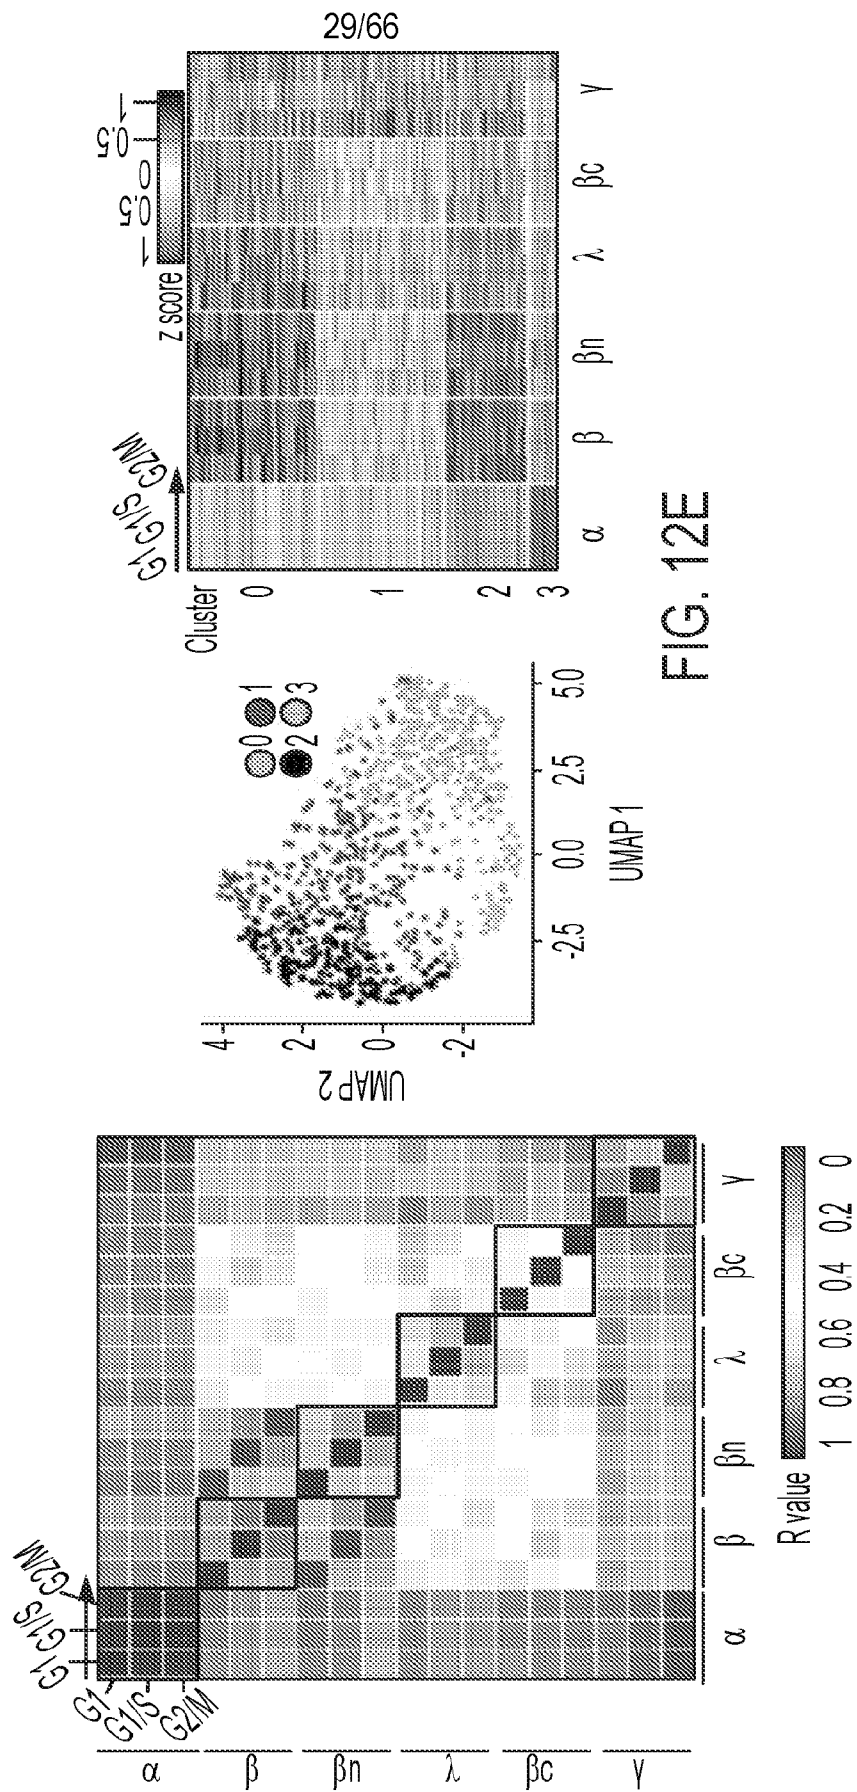 29/66
G1 G1/S G2/M
G1
G1/S
G2/M
α
β
βn
λ
βc
γ
α β βn λ βc γ
R value
1 0.8 0.6 0.4 0.2 0
UMAP 2
4
2
0
-2
-2.5 0.0 2.5 5.0
UMAP1
0 1
2 3
z score
1 0.5 0 0.5 1
G1 G1/S G2/M
Cluster
0
1
2
3
α β βn λ βc γ
FIG. 12E